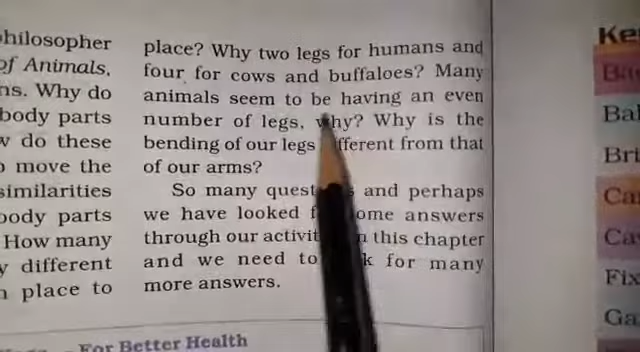 philosopher
of Animals,
ns. Why do
body parts
w do these
move the
similarities
body parts
How many
different
place to
place? Why two legs for humans and
four for cows and buffaloes? Many
animals seem to be having an even
number of legs, why? Why is the
bending of our legs fferent from that
of our arms?
So many quest s and perhaps
we have looked f ome answers
through our activit n this chapter
and we need to k for many
more answers.
For Better Health
Ke
Ba
Bal
Bri
Ca
Ca
Fix
Ga